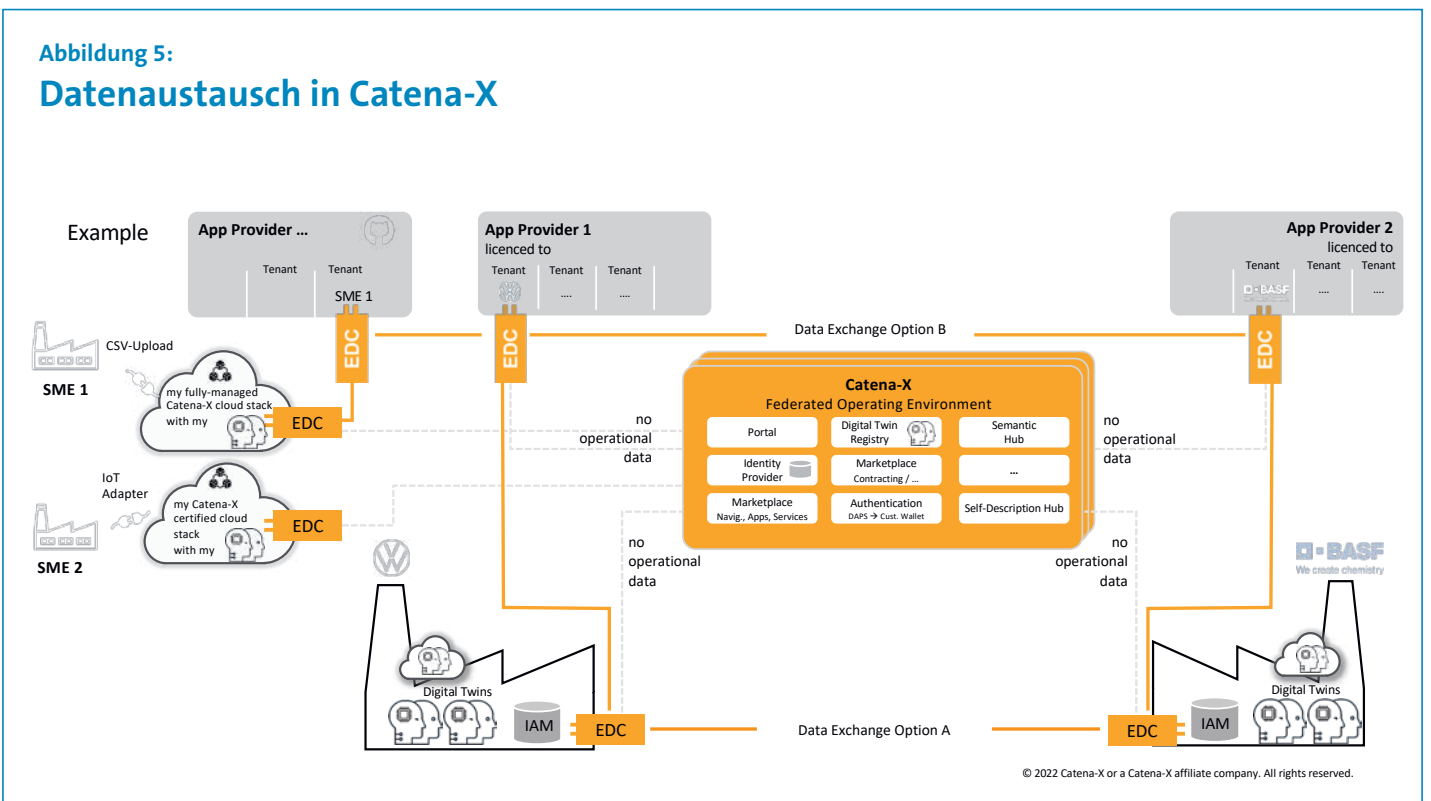 Abbildung 5:
Datenaustausch in Catena-X
Example
App Provider ...
Tenant
Tenant
SME 1
App Provider 1
licenced to
Tenant
Tenant
Tenant
....
....
App Provider 2
licenced to
Tenant
Tenant
Tenant
BASF
....
....
EDC
EDC
Data Exchange Option B
EDC
CSV-Upload
SME 1
my fully-managed
Catena-X cloud stack
with my
EDC
IoT
Adapter
SME 2
my Catena-X
certified cloud
stack
with my
EDC
no
operational
data
Catena-X
Federated Operating Environment
Portal
Digital Twin
Registry
Semantic
Hub
Identity
Provider
Marketplace
Contracting / ...
...
Marketplace
Navig., Apps, Services
Authentication
DAPS → Cust. Wallet
Self-Description Hub
no
operational
data
no
operational
data
no
operational
data
BASF
We create chemistry
Digital Twins
IAM
EDC
Data Exchange Option A
EDC
IAM
Digital Twins
© 2022 Catena-X or a Catena-X affiliate company. All rights reserved.